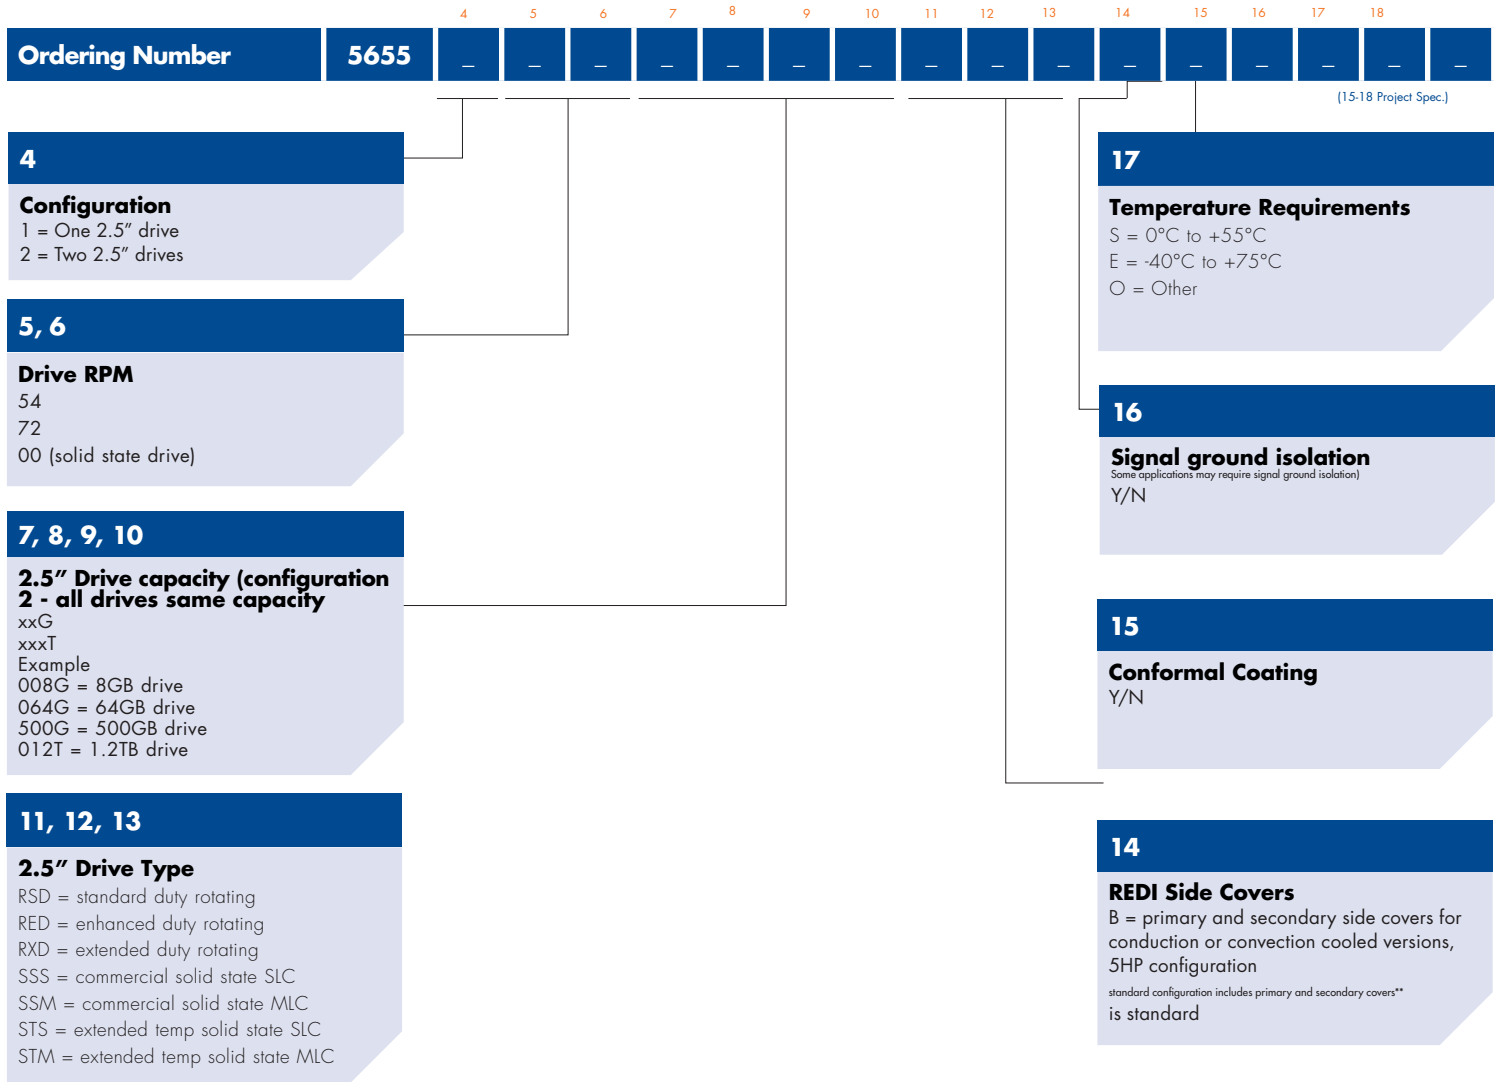 4 5 6 7 8 9 10 11 12 13 14 15 16 17 18
Ordering Number 5655 _ _ _ _ _ _ _ _ _ _ _ _ _ _ _ _
(15-18 Project Spec.)
4
Configuration
1 = One 2.5” drive
2 = Two 2.5” drives
5, 6
Drive RPM
54
72
00 (solid state drive)
7, 8, 9, 10
2.5” Drive capacity (configuration
2 - all drives same capacity
xxG
xxxT
Example
008G = 8GB drive
064G = 64GB drive
500G = 500GB drive
012T = 1.2TB drive
11, 12, 13
2.5” Drive Type
RSD = standard duty rotating
RED = enhanced duty rotating
RXD = extended duty rotating
SSS = commercial solid state SLC
SSM = commercial solid state MLC
STS = extended temp solid state SLC
STM = extended temp solid state MLC
17
Temperature Requirements
S = 0°C to +55°C
E = -40°C to +75°C
O = Other
16
Signal ground isolation
Some applications may require signal ground isolation)
Y/N
15
Conformal Coating
Y/N
14
REDI Side Covers
B = primary and secondary side covers for
conduction or convection cooled versions,
5HP configuration
standard configuration includes primary and secondary covers**
is standard